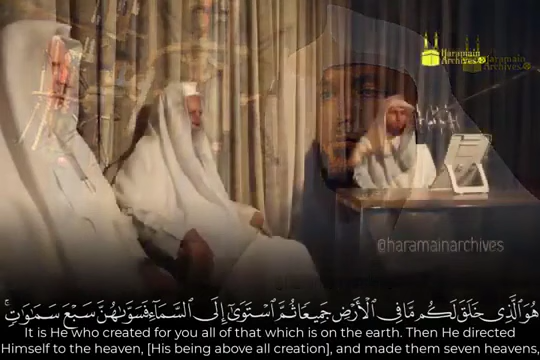 Haramain
Archives
Haramain
Archives
@haramainarchives
هُوَ ٱلَّذِى خَلَقَ لَكُم مَّا فِى ٱلْأَرْضِ جَمِيعًا ثُمَّ ٱسْتَوَىٰٓ إِلَى ٱلسَّمَآءِ فَسَوَّىٰهُنَّ سَبْعَ سَمَٰوَٰتٍۢ ۚ
It is He who created for you all of that which is on the earth. Then He directed
Himself to the heaven, [His being above all creation], and made them seven heavens,